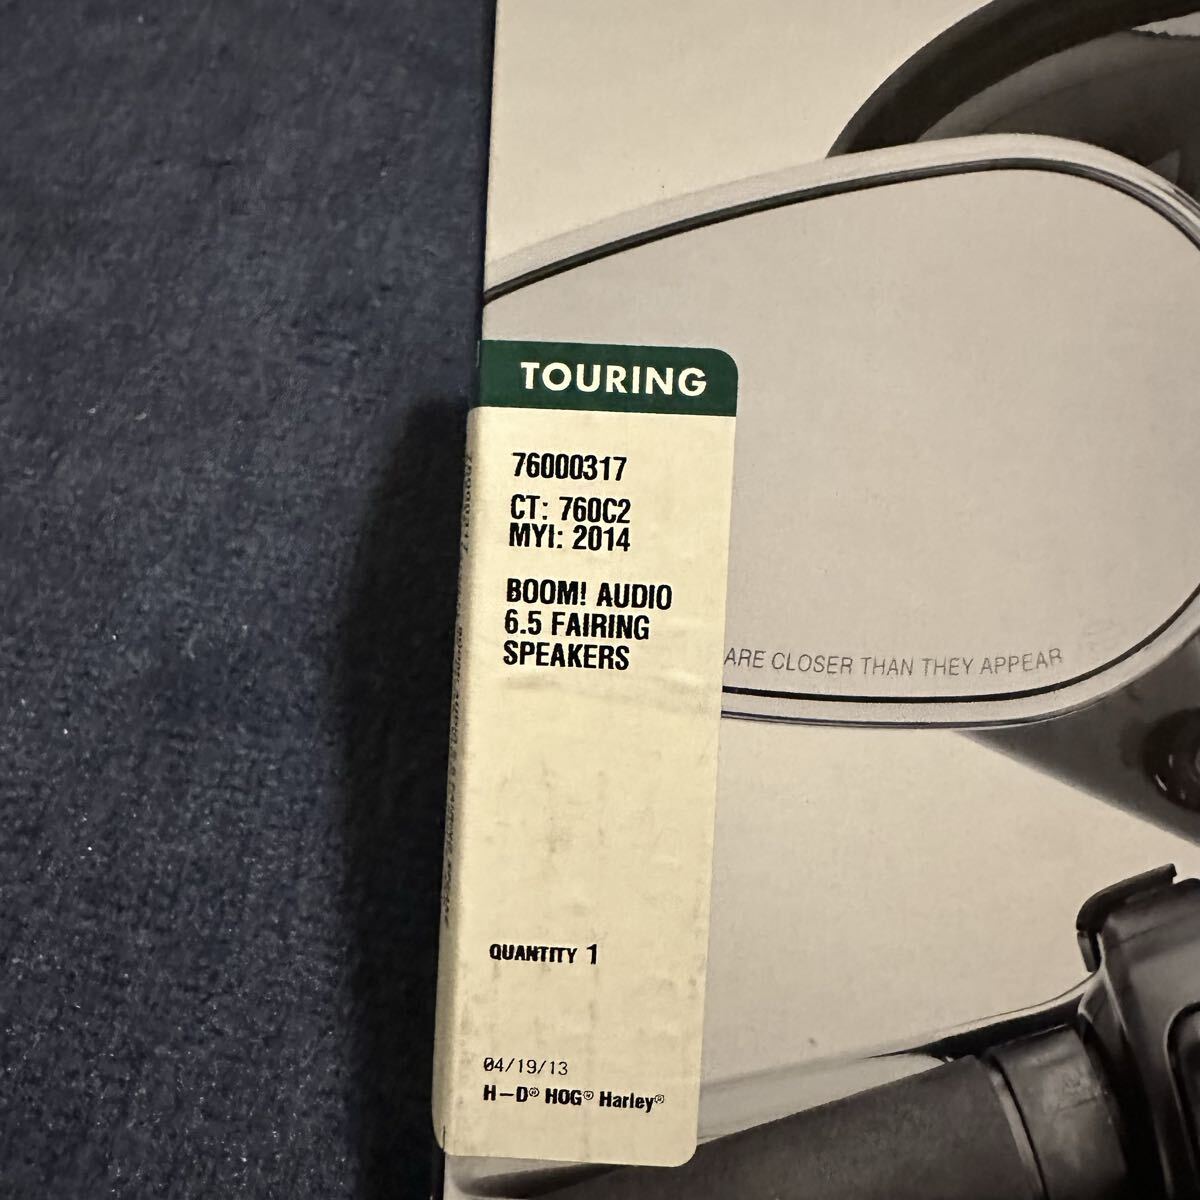 TOURING
76000317
CT: 760C2
MYI: 2014
BOOM! AUDIO
6.5 FAIRING
SPEAKERS
ARE CLOSER THAN THEY APPEAR
QUANTITY 1
04/19/13
H-D® HOG® Harley®